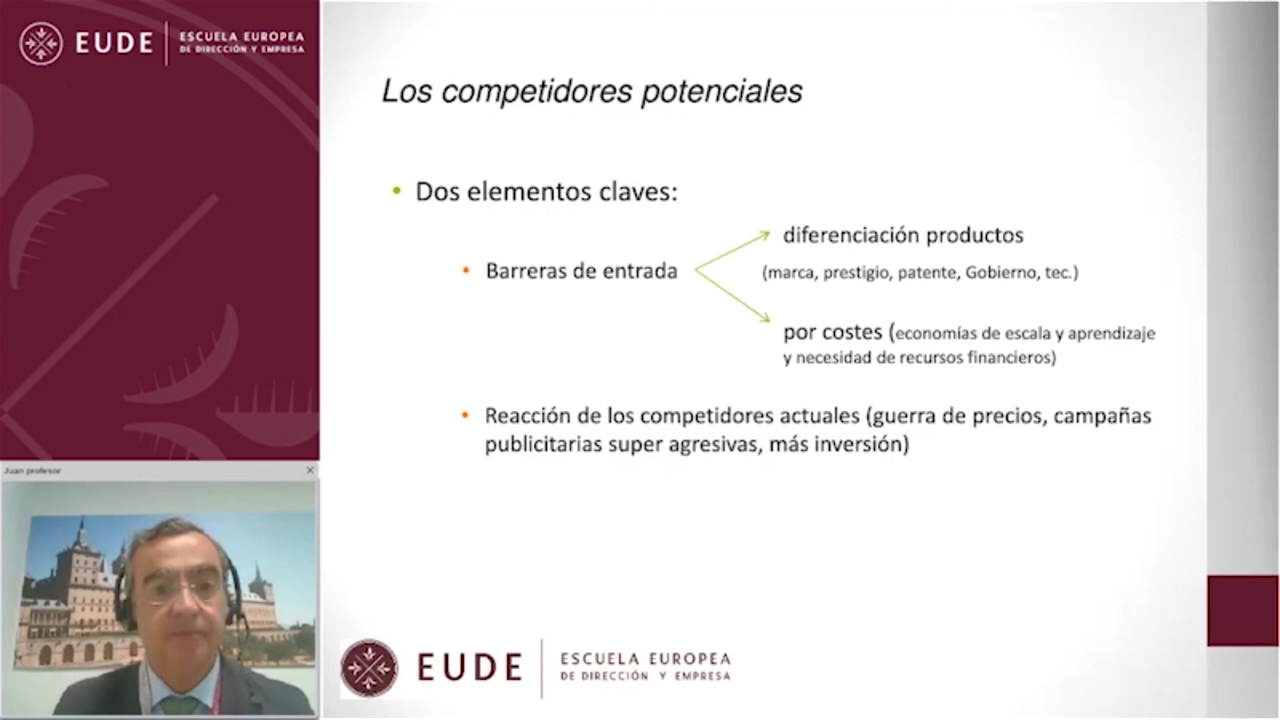 EUDE
ESCUELA EUROPEA
DE DIRECCIÓN Y EMPRESA
Los competidores potenciales
• Dos elementos claves:
diferenciación productos
• Barreras de entrada
(marca, prestigio, patente, Gobierno, tec.)
por costes (economías de escala y aprendizaje
y necesidad de recursos financieros)
• Reacción de los competidores actuales (guerra de precios, campañas
publicitarias super agresivas, más inversión)
Juan profesor
EUDE
ESCUELA EUROPEA
DE DIRECCIÓN Y EMPRESA